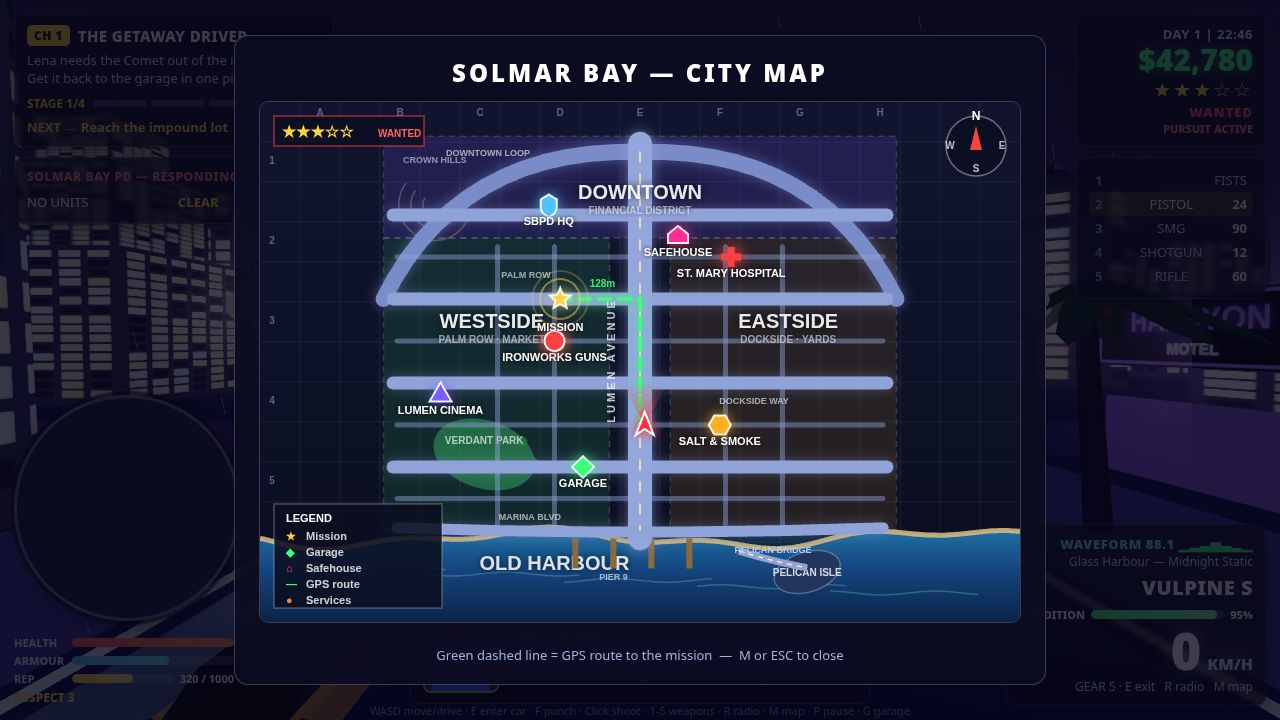 CH 1 THE GETAWAY DRIVER
Lena needs the Comet out of the i
Get it back to the garage in one pi
STAGE 1/4
NEXT → Reach the impound lot
SOLMAR BAY PD — RESPONDING
NO UNITS CLEAR
SOLMAR BAY — CITY MAP
A B C D E F G H
1
2
3
4
5
★★★☆☆ WANTED
N
W E
S
DOWNTOWN LOOP
CROWN HILLS
DOWNTOWN
FINANCIAL DISTRICT
SBPD HQ
SAFEHOUSE
ST. MARY HOSPITAL
PALM ROW
128m
MISSION
WESTSIDE
PALM ROW · MARKET
IRONWORKS GUNS
LUMEN AVENUE
EASTSIDE
DOCKSIDE · YARDS
LUMEN CINEMA
DOCKSIDE WAY
VERDANT PARK
SALT & SMOKE
GARAGE
MARINA BLVD
OLD HARBOUR
PIER 9
PELICAN BRIDGE
PELICAN ISLE
LEGEND
★ Mission
◆ Garage
⌂ Safehouse
— GPS route
● Services
Green dashed line = GPS route to the mission — M or ESC to close
DAY 1 | 22:46
$42,780
★★★☆☆
WANTED
PURSUIT ACTIVE
1 FISTS
2 PISTOL 24
3 SMG 90
4 SHOTGUN 12
5 RIFLE 60
MOTEL
HEALTH
ARMOUR
REP 320 / 1000
RESPECT 3
WAVEFORM 88.1
Glass Harbour — Midnight Static
VULPINE S
DITION 95%
0 KM/H
GEAR 5 · E exit R radio M map
WASD move/drive · E enter car · F punch · Click shoot · 1-5 weapons · R radio · M map · P pause · G garage